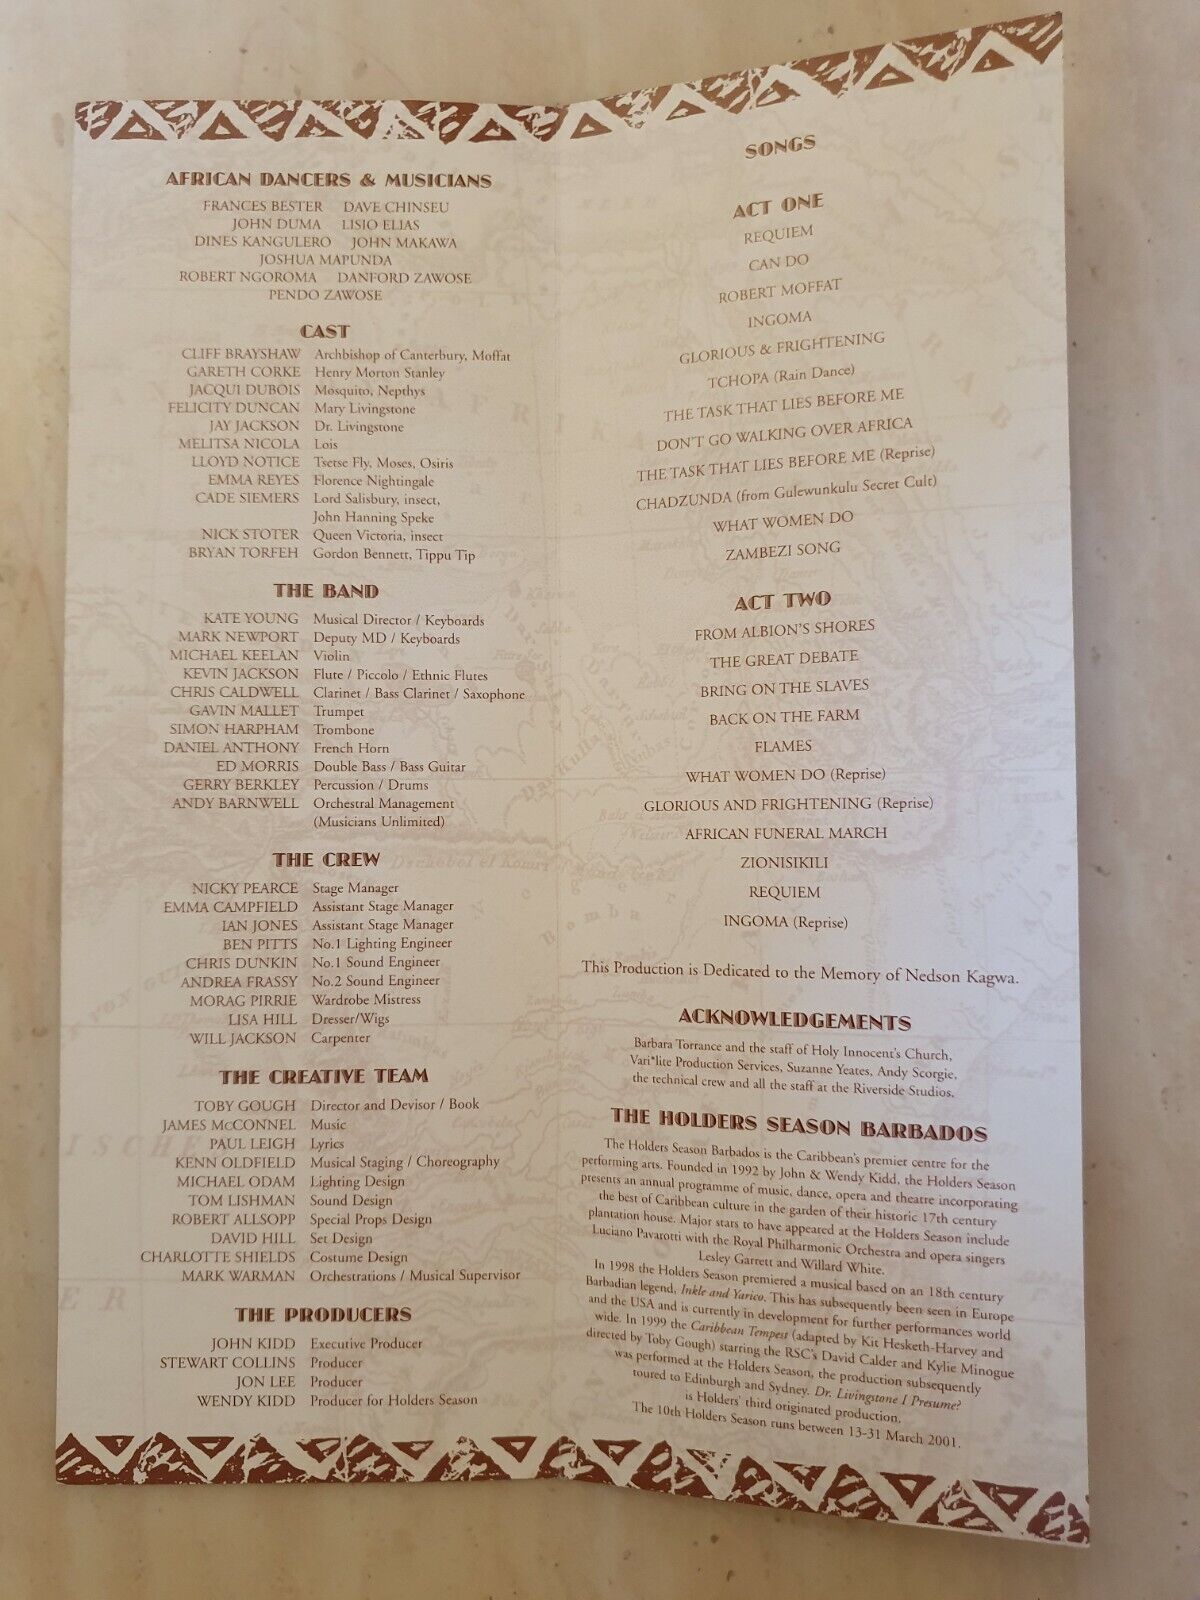 AFRICAN DANCERS & MUSICIANS
FRANCES BESTER DAVE CHINSEU
JOHN DUMA LISIO ELIAS
DINES KANGULERO JOHN MAKAWA
JOSHUA MAPUNDA
ROBERT NGOROMA DANFORD ZAWOSE
PENDO ZAWOSE
CAST
CLIFF BRAYSHAW Archbishop of Canterbury, Moffat
GARETH CORKE Henry Morton Stanley
JACQUI DUBOIS Mosquito, Nepthys
FELICITY DUNCAN Mary Livingstone
JAY JACKSON Dr. Livingstone
MELITSA NICOLA Lois
LLOYD NOTICE Tsetse Fly, Moses, Osiris
EMMA REYES Florence Nightingale
CADE SIEMERS Lord Salisbury, insect,
John Hanning Speke
NICK STOTER Queen Victoria, insect
BRYAN TORFEH Gordon Bennett, Tippu Tip
THE BAND
KATE YOUNG Musical Director / Keyboards
MARK NEWPORT Deputy MD / Keyboards
MICHAEL KEELAN Violin
KEVIN JACKSON Flute / Piccolo / Ethnic Flutes
CHRIS CALDWELL Clarinet / Bass Clarinet / Saxophone
GAVIN MALLET Trumpet
SIMON HARPHAM Trombone
DANIEL ANTHONY French Horn
ED MORRIS Double Bass / Bass Guitar
GERRY BERKLEY Percussion / Drums
ANDY BARNWELL Orchestral Management
(Musicians Unlimited)
THE CREW
NICKY PEARCE Stage Manager
EMMA CAMPFIELD Assistant Stage Manager
IAN JONES Assistant Stage Manager
BEN PITTS No.1 Lighting Engineer
CHRIS DUNKIN No.1 Sound Engineer
ANDREA FRASSY No.2 Sound Engineer
MORAG PIRRIE Wardrobe Mistress
LISA HILL Dresser/Wigs
WILL JACKSON Carpenter
THE CREATIVE TEAM
TOBY GOUGH Director and Devisor / Book
JAMES McCONNEL Music
PAUL LEIGH Lyrics
KENN OLDFIELD Musical Staging / Choreography
MICHAEL ODAM Lighting Design
TOM LISHMAN Sound Design
ROBERT ALLSOPP Special Props Design
DAVID HILL Set Design
CHARLOTTE SHIELDS Costume Design
MARK WARMAN Orchestrations / Musical Supervisor
THE PRODUCERS
JOHN KIDD Executive Producer
STEWART COLLINS Producer
JON LEE Producer
WENDY KIDD Producer for Holders Season
SONGS
ACT ONE
REQUIEM
CAN DO
ROBERT MOFFAT
INGOMA
GLORIOUS & FRIGHTENING
TCHOPA (Rain Dance)
THE TASK THAT LIES BEFORE ME
DON'T GO WALKING OVER AFRICA
THE TASK THAT LIES BEFORE ME (Reprise)
CHADZUNDA (from Gulewunkulu Secret Cult)
WHAT WOMEN DO
ZAMBEZI SONG
ACT TWO
FROM ALBION'S SHORES
THE GREAT DEBATE
BRING ON THE SLAVES
BACK ON THE FARM
FLAMES
WHAT WOMEN DO (Reprise)
GLORIOUS AND FRIGHTENING (Reprise)
AFRICAN FUNERAL MARCH
ZIONISIKILI
REQUIEM
INGOMA (Reprise)
This Production is Dedicated to the Memory of Nedson Kagwa.
ACKNOWLEDGEMENTS
Barbara Torrance and the staff of Holy Innocent's Church,
Vari*lite Production Services, Suzanne Yeates, Andy Scorgie,
the technical crew and all the staff at the Riverside Studios.
THE HOLDERS SEASON BARBADOS
The Holders Season Barbados is the Caribbean's premier centre for the
performing arts. Founded in 1992 by John & Wendy Kidd, the Holders Season
presents an annual programme of music, dance, opera and theatre incorporating
the best of Caribbean culture in the garden of their historic 17th century
plantation house. Major stars to have appeared at the Holders Season include
Luciano Pavarotti with the Royal Philharmonic Orchestra and opera singers
Lesley Garrett and Willard White.
In 1998 the Holders Season premiered a musical based on an 18th century
Barbadian legend, Inkle and Yarico. This has subsequently been seen in Europe
and the USA and is currently in development for further performances world
wide. In 1999 the Caribbean Tempest (adapted by Kit Hesketh-Harvey and
directed by Toby Gough) starring the RSC's David Calder and Kylie Minogue
was performed at the Holders Season, the production subsequently
toured to Edinburgh and Sydney. Dr. Livingstone I Presume?
is Holders' third originated production.
The 10th Holders Season runs between 13-31 March 2001.